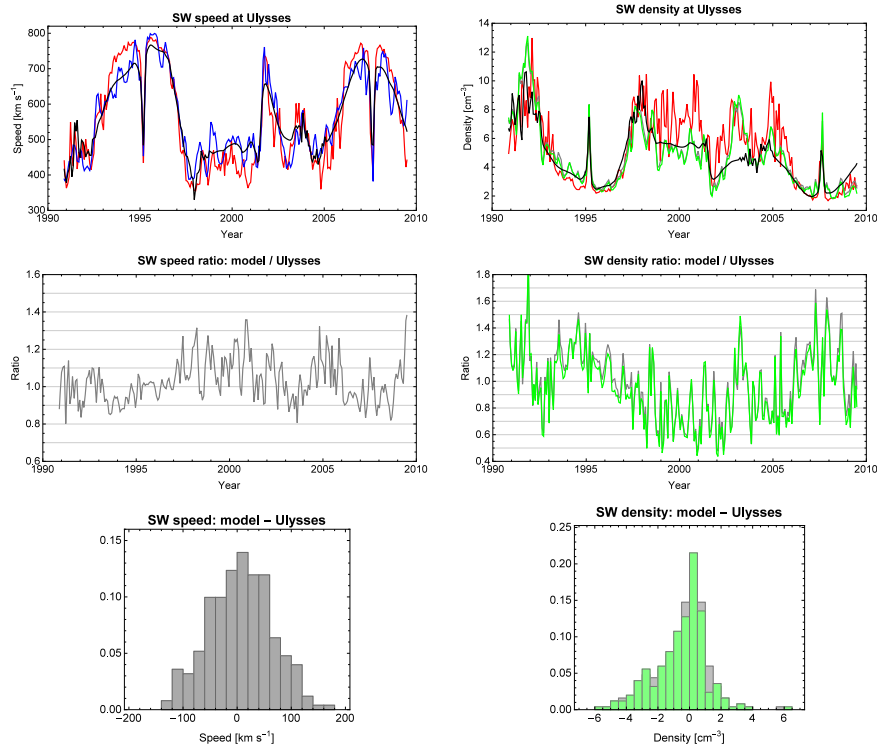 SW speed at Ulysses
800
700
600
500
400
300
Speed [km s⁻¹]
1990 1995 2000 2005 2010
Year
SW density at Ulysses
14
12
10
8
6
4
2
Density [cm⁻³]
1990 1995 2000 2005 2010
Year
SW speed ratio: model / Ulysses
1.6
1.4
1.2
1.0
0.8
0.6
Ratio
1990 1995 2000 2005 2010
Year
SW density ratio: model / Ulysses
1.8
1.6
1.4
1.2
1.0
0.8
0.6
0.4
Ratio
1990 1995 2000 2005 2010
Year
SW speed: model − Ulysses
0.15
0.10
0.05
0.00
−200 −100 0 100 200
Speed [km s⁻¹]
SW density: model − Ulysses
0.25
0.20
0.15
0.10
0.05
0.00
−6 −4 −2 0 2 4 6
Density [cm⁻³]